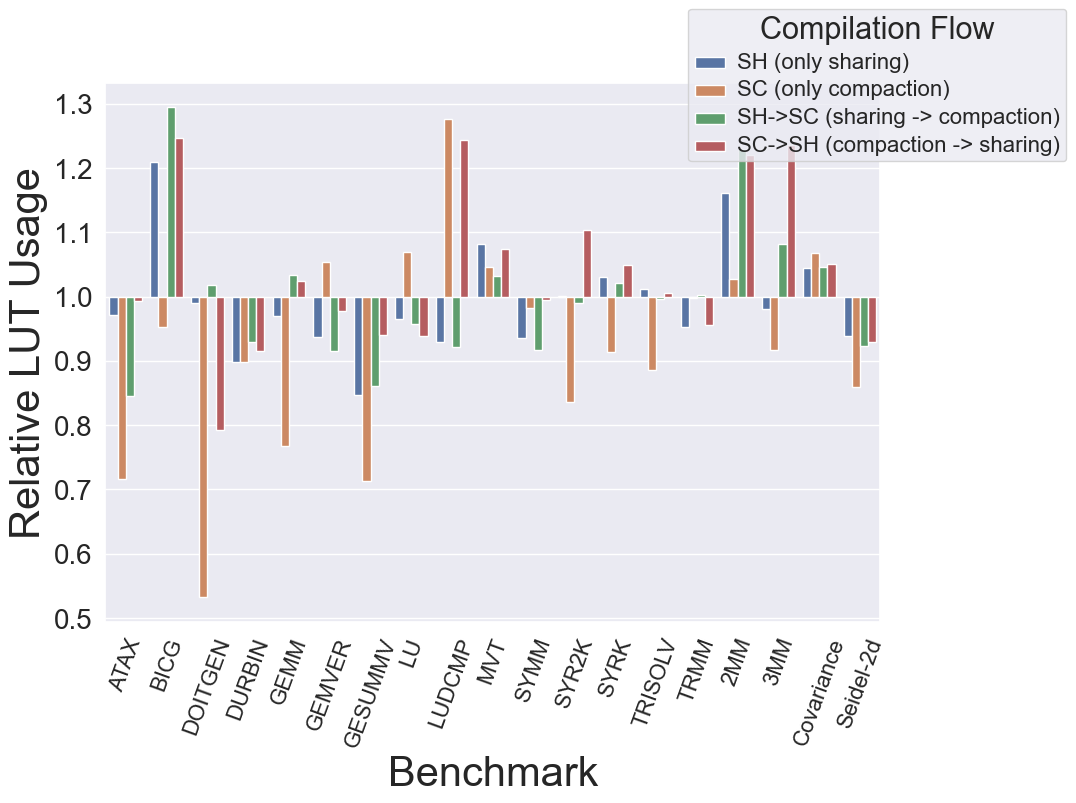 Compilation Flow
SH (only sharing)
SC (only compaction)
SH->SC (sharing -> compaction)
SC->SH (compaction -> sharing)
Relative LUT Usage
1.3
1.2
1.1
1.0
0.9
0.8
0.7
0.6
0.5
ATAX
BICG
DOITGEN
DURBIN
GEMM
GEMVER
GESUMMV
LU
LUDCMP
MVT
SYMM
SYR2K
SYRK
TRISOLV
TRMM
2MM
3MM
Covariance
Seidel-2d
Benchmark